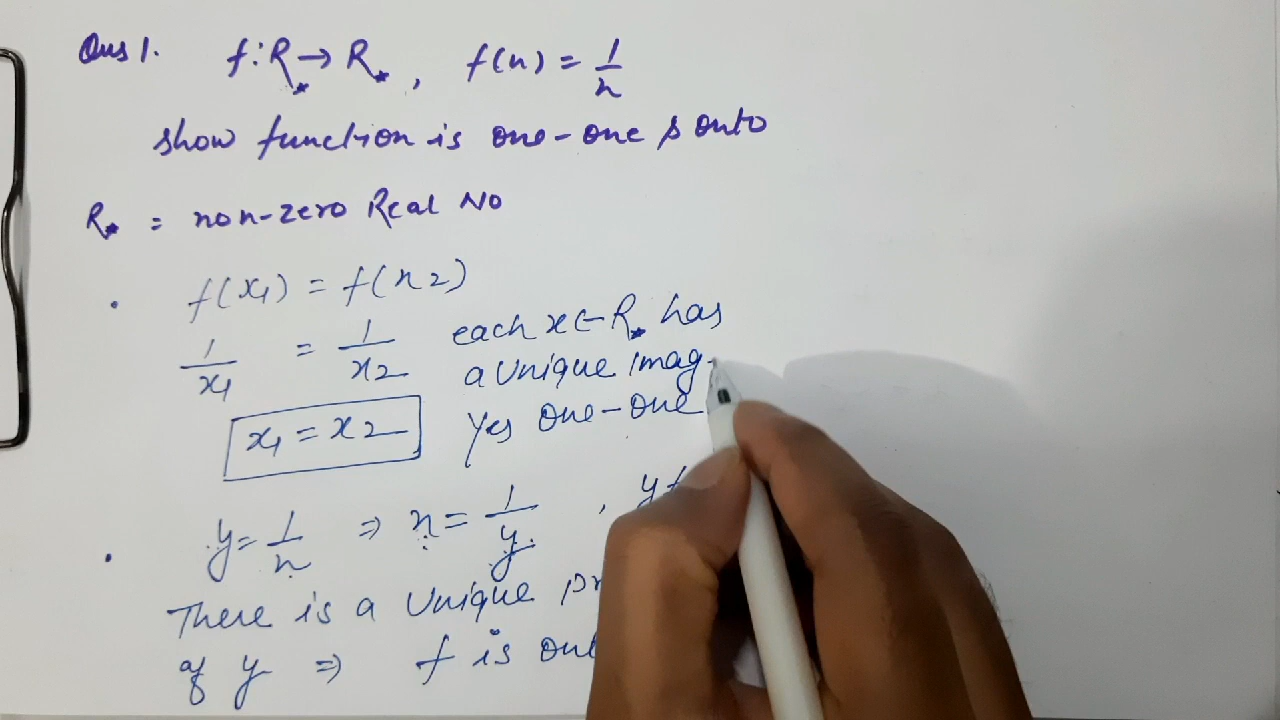 Ques 1. f:R* → R*, f(x) = 1/x
show function is one-one & onto
R* = non-zero Real No
. f(x1) = f(x2)
1/x1 = 1/x2
x1 = x2
each x ∈ R* has
a unique imag
Yes one-one
. y = 1/x ⇒ x = 1/y , y
There is a Unique
of y ⇒ f is